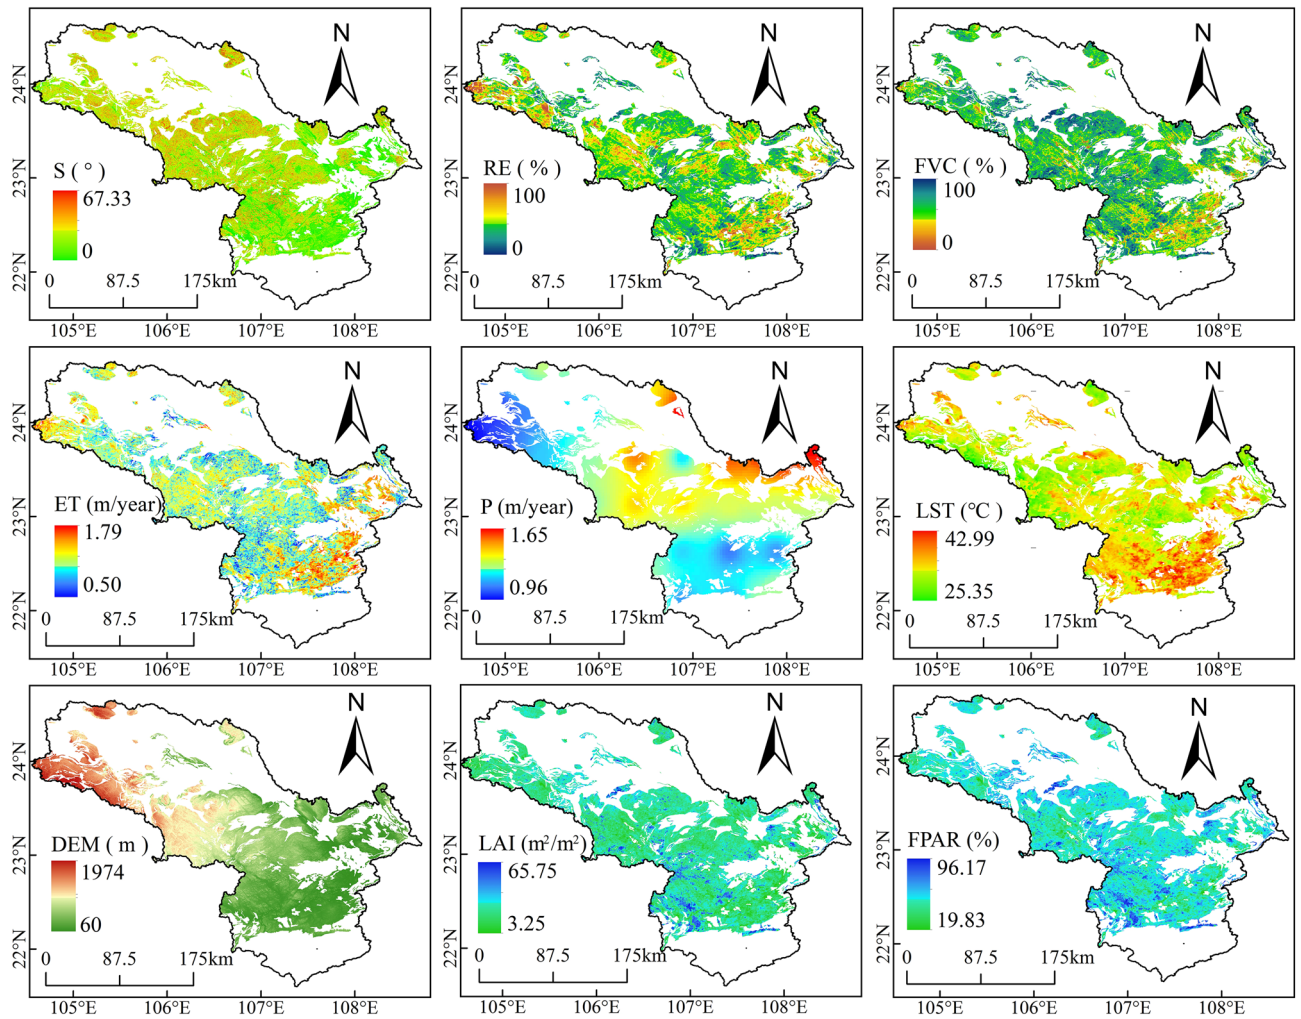 N
24°N
23°N
22°N
S ( ° )
67.33
0
0 87.5 175km
105°E 106°E 107°E 108°E
N
RE ( % )
100
0
0 87.5 175km
105°E 106°E 107°E 108°E
N
24°N
23°N
22°N
FVC ( % )
100
0
0 87.5 175km
105°E 106°E 107°E 108°E
N
24°N
23°N
22°N
ET (m/year)
1.79
0.50
0 87.5 175km
105°E 106°E 107°E 108°E
N
P (m/year)
1.65
0.96
0 87.5 175km
105°E 106°E 107°E 108°E
N
24°N
23°N
22°N
LST (℃ )
42.99
25.35
0 87.5 175km
105°E 106°E 107°E 108°E
N
24°N
23°N
22°N
DEM ( m )
1974
60
0 87.5 175km
105°E 106°E 107°E 108°E
N
24°N
23°N
22°N
LAI (m²/m²)
65.75
3.25
0 87.5 175km
105°E 106°E 107°E 108°E
N
24°N
23°N
22°N
FPAR (%)
96.17
19.83
0 87.5 175km
105°E 106°E 107°E 108°E